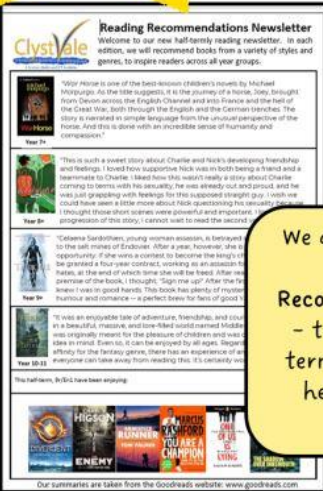 Clystvale
Reading Recommendations Newsletter
Welcome to our new half-termly reading newsletter. In each
edition, we will recommend books from a variety of styles and
genres, to inspire readers across all year groups.
"War Horse is one of the best-known children's novels by Michael
Morpurgo. As the title suggests, it is the journey of a horse, Joey, brought
from Devon across the English Channel and into France and the hell of
the Great War, both through the English and the German trenches. The
story is narrated in simple language from the unusual perspective of the
horse. And this is done with an incredible sense of humanity and
compassion."
WarHorse
Year 7+
"This is such a sweet story about Charlie and Nick's developing friendship
and feelings. I loved how supportive Nick was in both being a friend and a
teammate to Charlie. I liked how this wasn't really a story about Charlie
coming to terms with his sexuality, he was already out and proud, and he
was just grappling with feelings for this supposed straight guy. I wish we
could have seen a little more about Nick questioning his sexuality because
I thought those short scenes were powerful and important. I
progression of this story, I cannot wait to read the second
Year 8+
"Celaena Sardothien, young woman assassin, is betrayed
to the salt mines of Endovier. After a year, however, she is
opportunity: if she wins a contest to become the king's
be granted a four-year contract, working as an assassin
hates, at the end of which time she will be freed. After
premise of the book, I thought, "Sign me up!" After the
knew I was in good hands. This book has plenty of
humour and romance – a perfect brew for fans of good
Year 9+
"It was an enjoyable tale of adventure, friendship, and
in a beautiful, massive, and lore-filled world named Middle
was originally meant for the pleasure of children and was
idea in mind. Even so, it can be enjoyed by all ages.
affinity for the fantasy genre, there has an experience of
everyone can take away from reading this. It's certainly
Year 10-11
This half-term,
have been enjoying:
DIVERGENT
HIGSON
THE
ENEMY
RUNNER
MARCUS
RASHFORD
YOU ARE A
CHAMPION
OF US
IS
LYING
Our summaries are taken from the Goodreads website: www.goodreads.com
We
Reco
– t
term
he